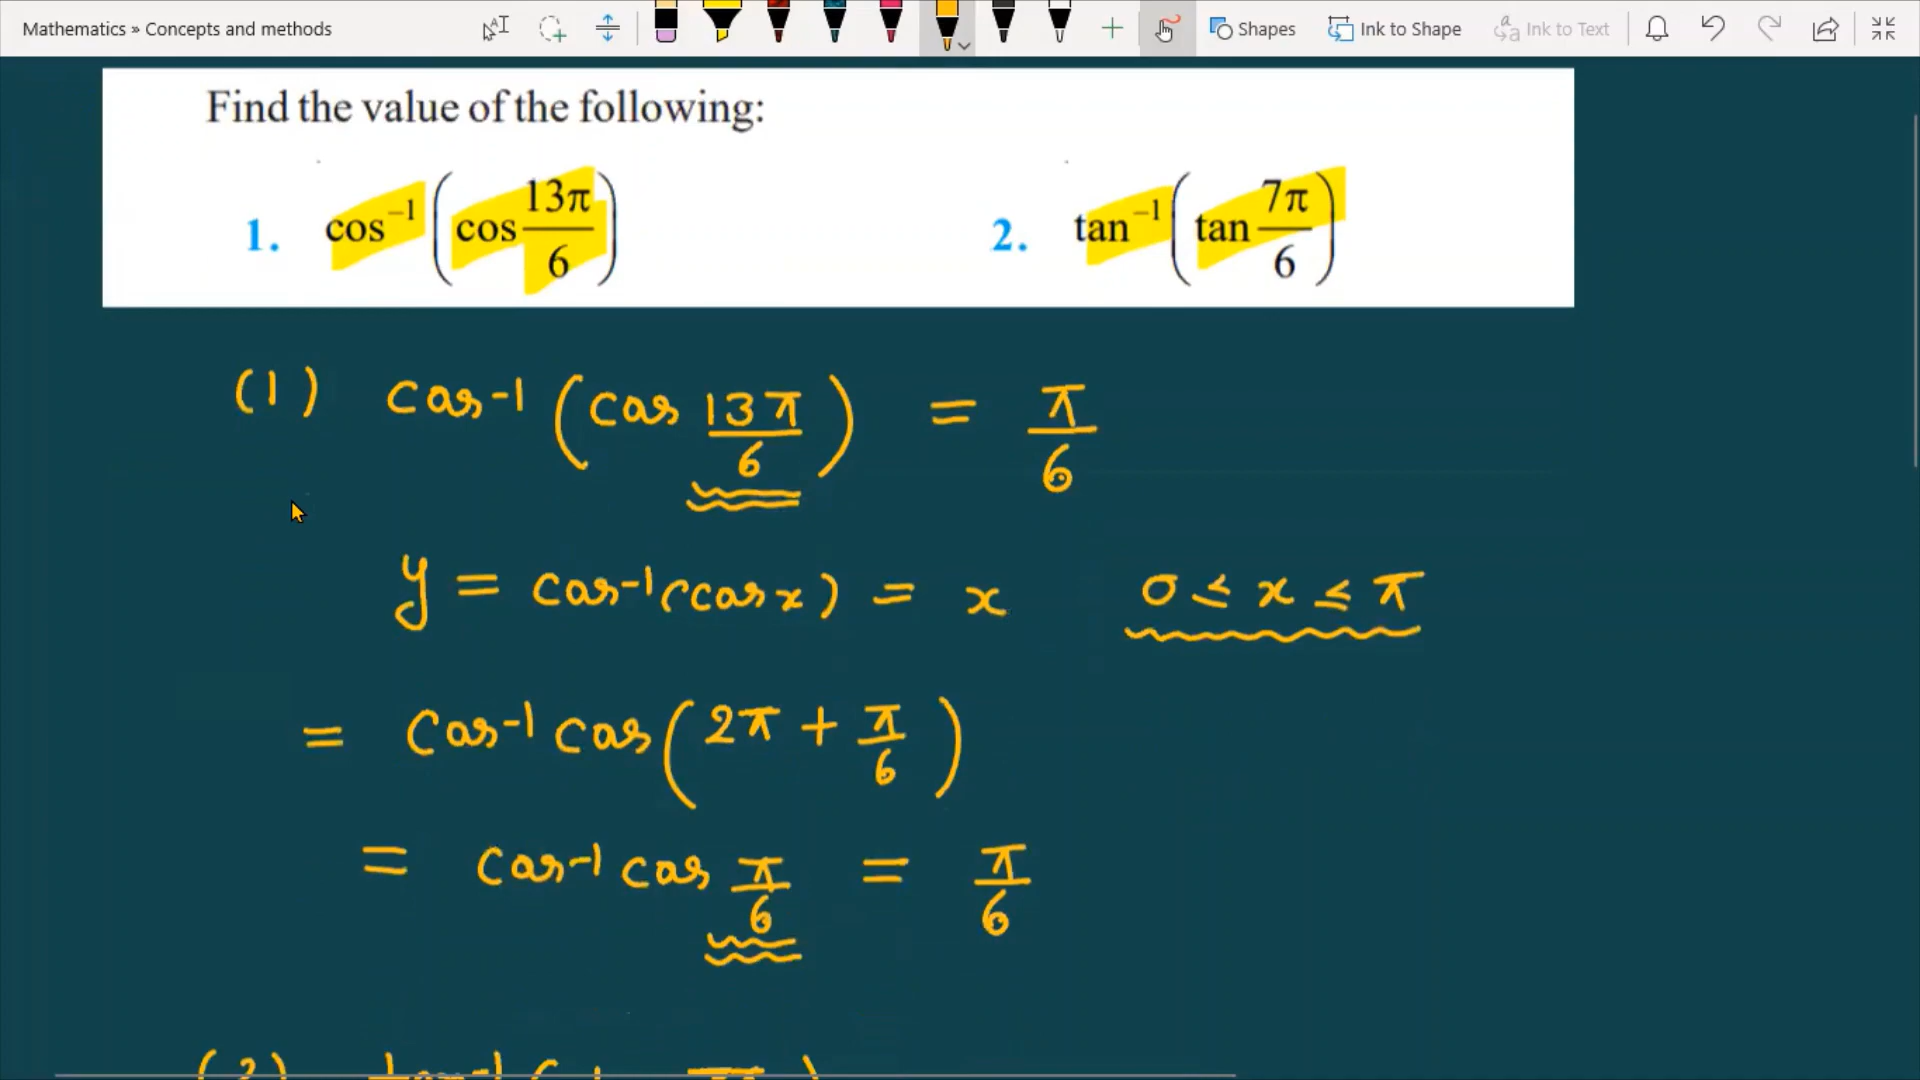 Mathematics » Concepts and methods
Shapes Ink to Shape Ink to Text
Find the value of the following:
1. cos⁻¹(cos 13π/6) 2. tan⁻¹(tan 7π/6)
(1) cos⁻¹(cos 13π/6) = π/6
y = cos⁻¹(cos x) = x 0 ≤ x ≤ π
= cos⁻¹ cos(2π + π/6)
= cos⁻¹ cos π/6 = π/6
(2)